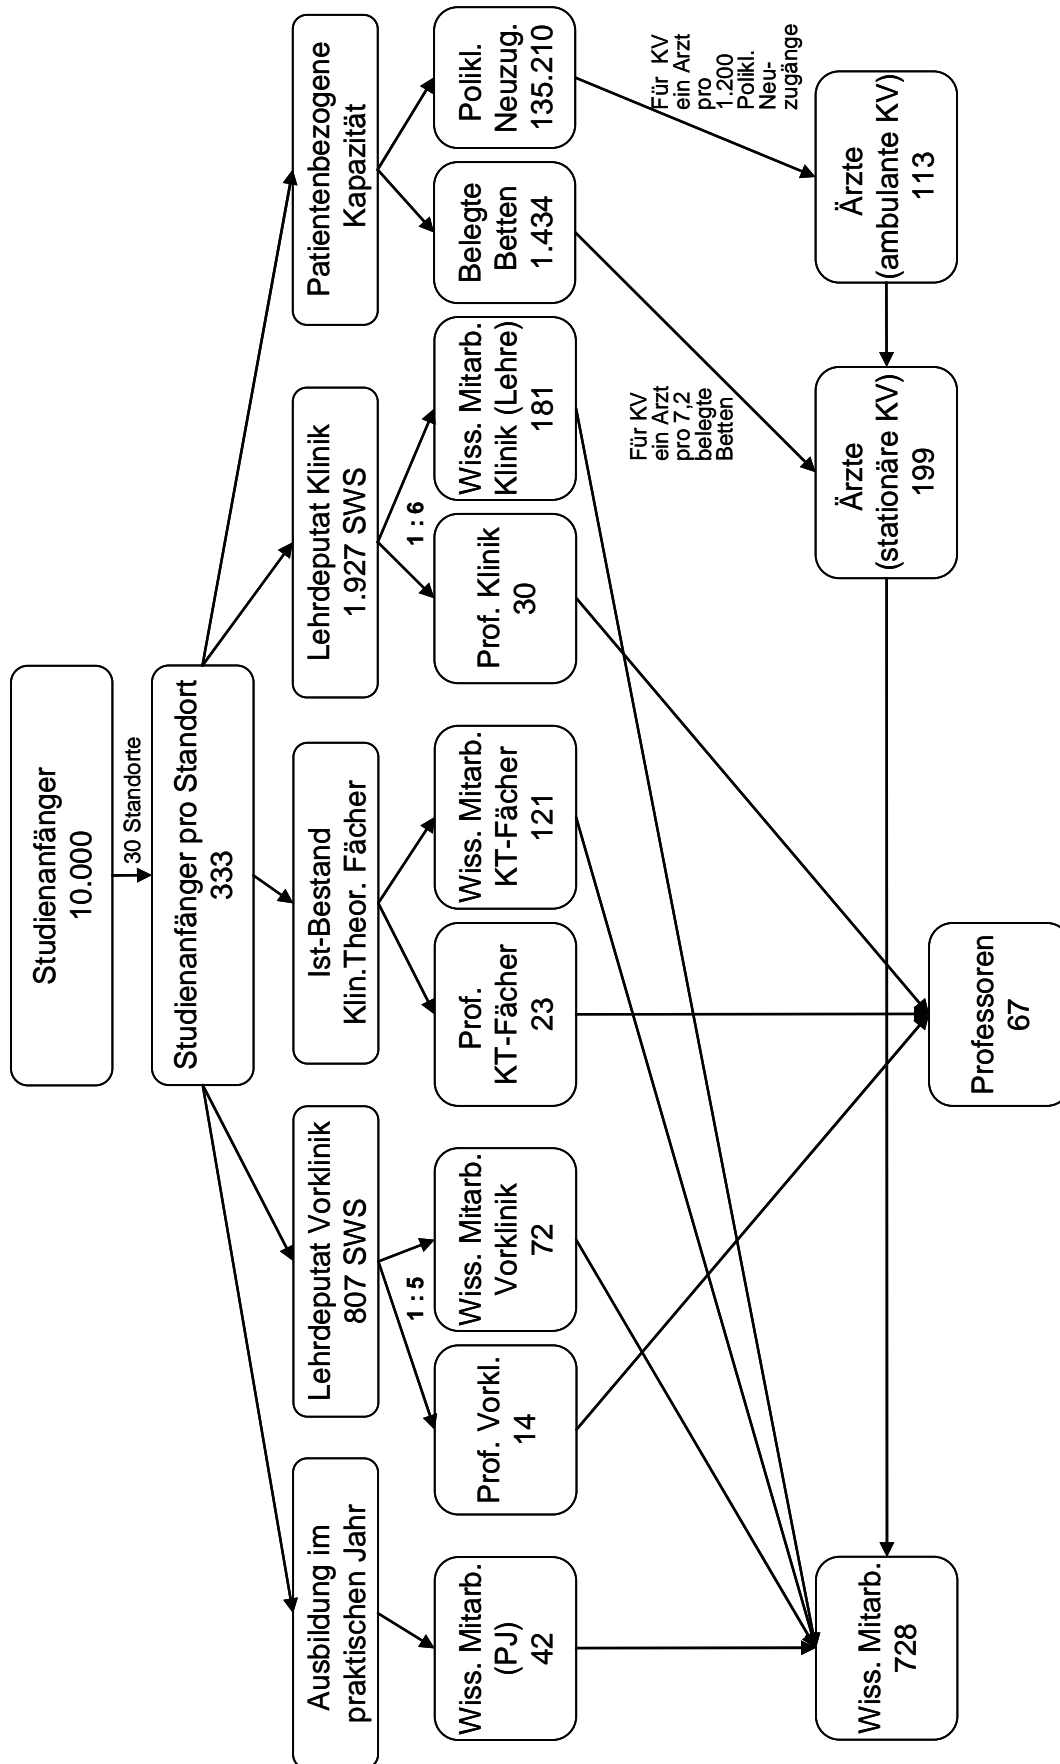 Studienanfänger
10.000
30 Standorte
Studienanfänger pro Standort
333
Ausbildung im
praktischen Jahr
Lehrdeputat Vorklinik
807 SWS
Ist-Bestand
Klin.Theor. Fächer
Lehrdeputat Klinik
1.927 SWS
Patientenbezogene
Kapazität
1 : 5
1 : 6
Wiss. Mitarb.
(PJ)
42
Prof. Vorkl.
14
Wiss. Mitarb.
Vorklinik
72
Prof.
KT-Fächer
23
Wiss. Mitarb.
KT-Fächer
121
Prof. Klinik
30
Wiss. Mitarb.
Klinik (Lehre)
181
Belegte
Betten
1.434
Polikl.
Neuzug.
135.210
Für KV
ein Arzt
pro 7,2
belegte
Betten
Für KV
ein Arzt
pro
1.200
Polikl.
Neu-
zugänge
Wiss. Mitarb.
728
Ärzte
(stationäre KV)
199
Ärzte
(ambulante KV)
113
Professoren
67